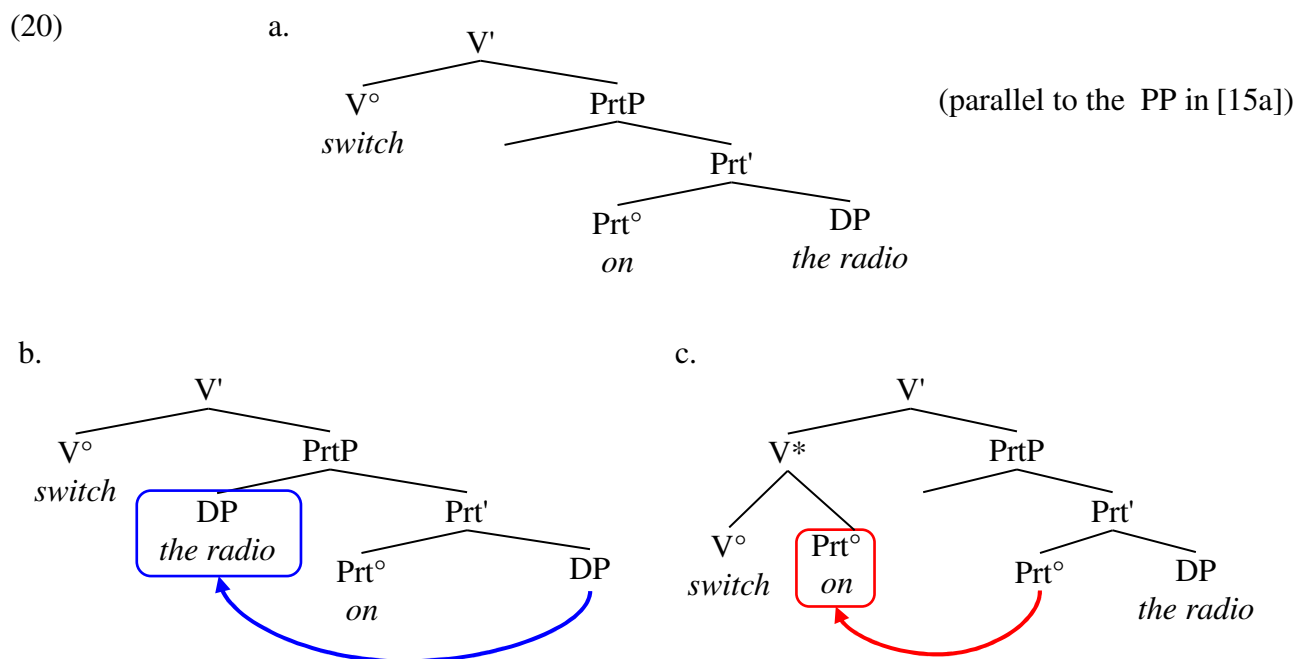 (20) a.
V'
V° PrtP (parallel to the PP in [15a])
switch
Prt'
Prt° DP
on the radio
b. c.
V' V'
V° PrtP V* PrtP
switch
DP Prt' Prt'
the radio
V° Prt°
Prt° DP Prt° DP
on switch on the radio